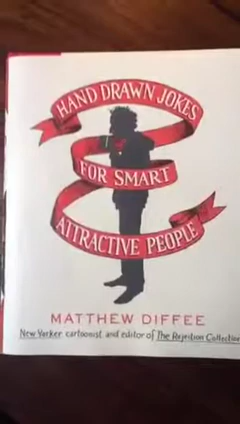 HAND DRAWN JOKES
FOR SMART
ATTRACTIVE PEOPLE
MATTHEW DIFFEE
New Yorker cartoonist and editor of The Rejection Collection